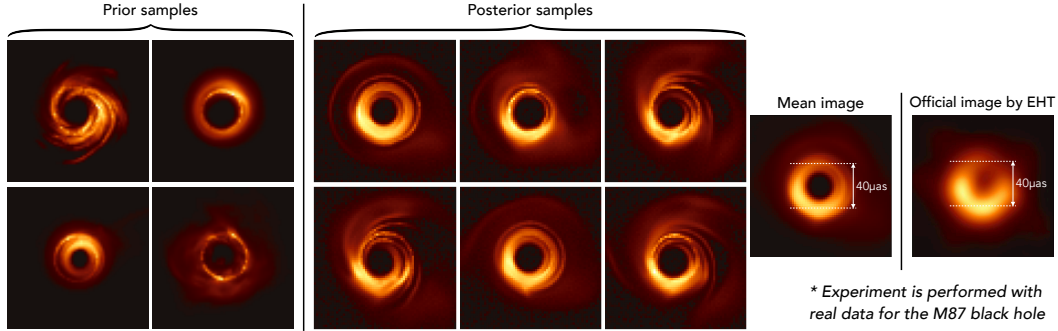 Prior samples
Posterior samples
Mean image
Official image by EHT
40μas
40μas
* Experiment is performed with
real data for the M87 black hole